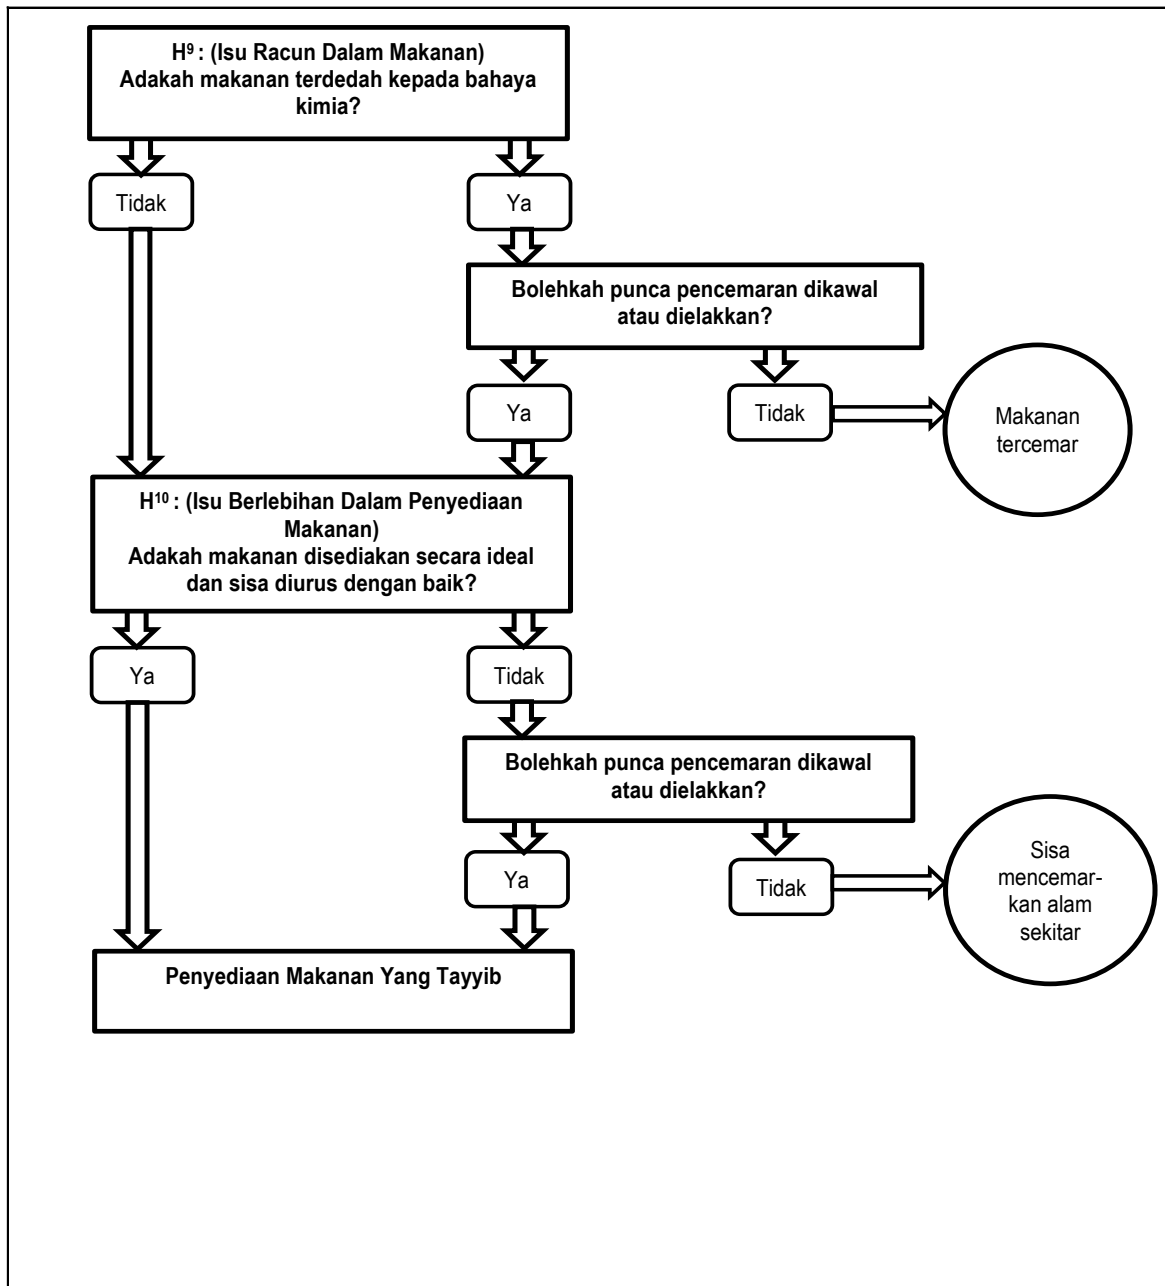 H⁹ : (Isu Racun Dalam Makanan)
Adakah makanan terdedah kepada bahaya
kimia?
Tidak
Ya
Bolehkah punca pencemaran dikawal
atau dielakkan?
Ya
Tidak
Makanan
tercemar
H¹⁰ : (Isu Berlebihan Dalam Penyediaan
Makanan)
Adakah makanan disediakan secara ideal
dan sisa diurus dengan baik?
Ya
Tidak
Bolehkah punca pencemaran dikawal
atau dielakkan?
Ya
Tidak
Sisa
mencemar-
kan alam
sekitar
Penyediaan Makanan Yang Tayyib